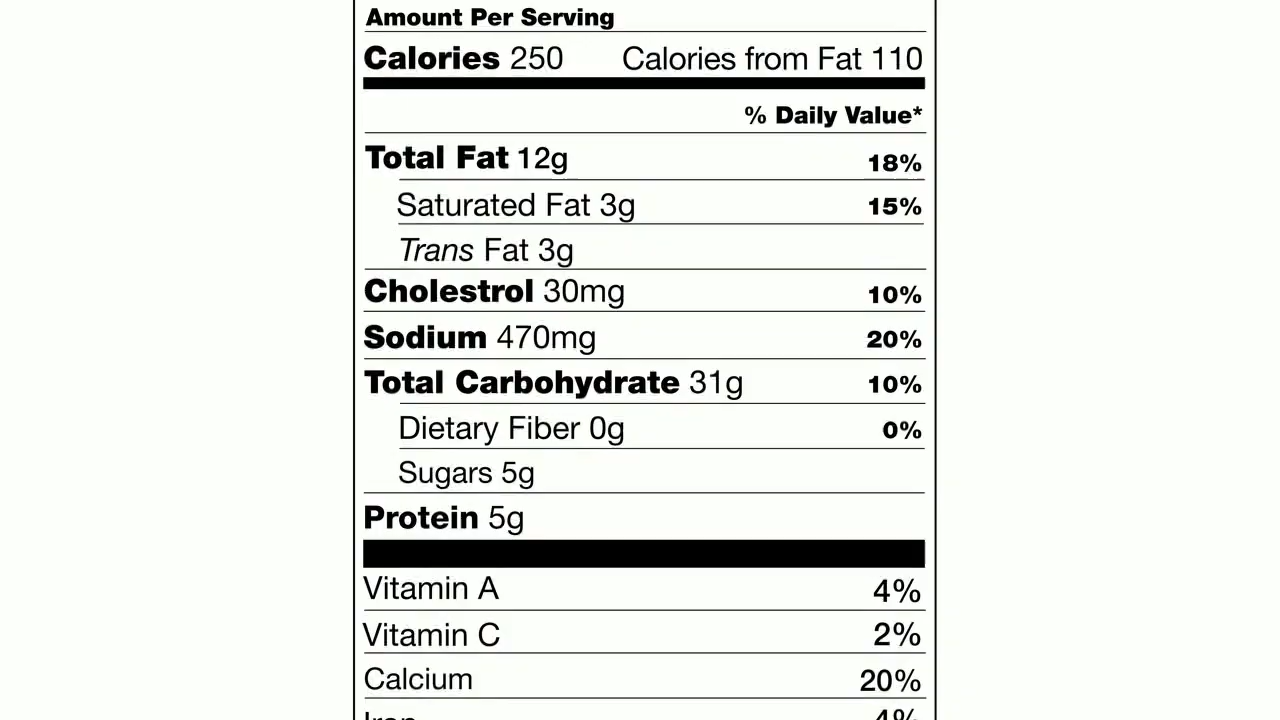 Amount Per Serving
Calories 250 Calories from Fat 110
% Daily Value*
Total Fat 12g 18%
Saturated Fat 3g 15%
Trans Fat 3g
Cholestrol 30mg 10%
Sodium 470mg 20%
Total Carbohydrate 31g 10%
Dietary Fiber 0g 0%
Sugars 5g
Protein 5g
Vitamin A 4%
Vitamin C 2%
Calcium 20%
Iron 4%